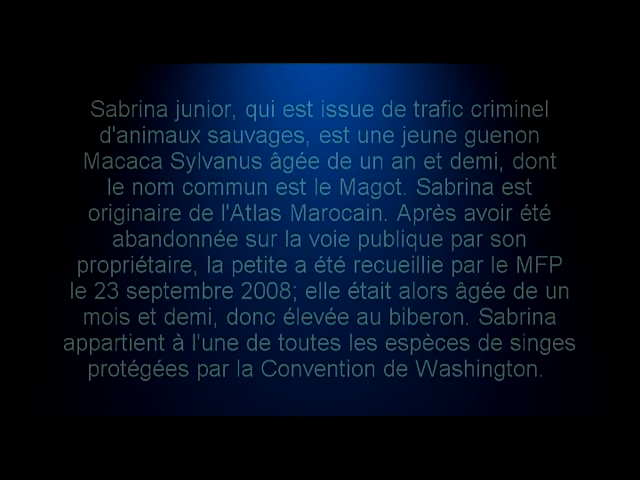 Sabrina junior, qui est issue de trafic criminel
d'animaux sauvages, est une jeune guenon
Macaca Sylvanus âgée de un an et demi, dont
le nom commun est le Magot. Sabrina est
originaire de l'Atlas Marocain. Après avoir été
abandonnée sur la voie publique par son
propriétaire, la petite a été recueillie par le MFP
le 23 septembre 2008; elle était alors âgée de un
mois et demi, donc élevée au biberon. Sabrina
appartient à l'une de toutes les espèces de singes
protégées par la Convention de Washington.